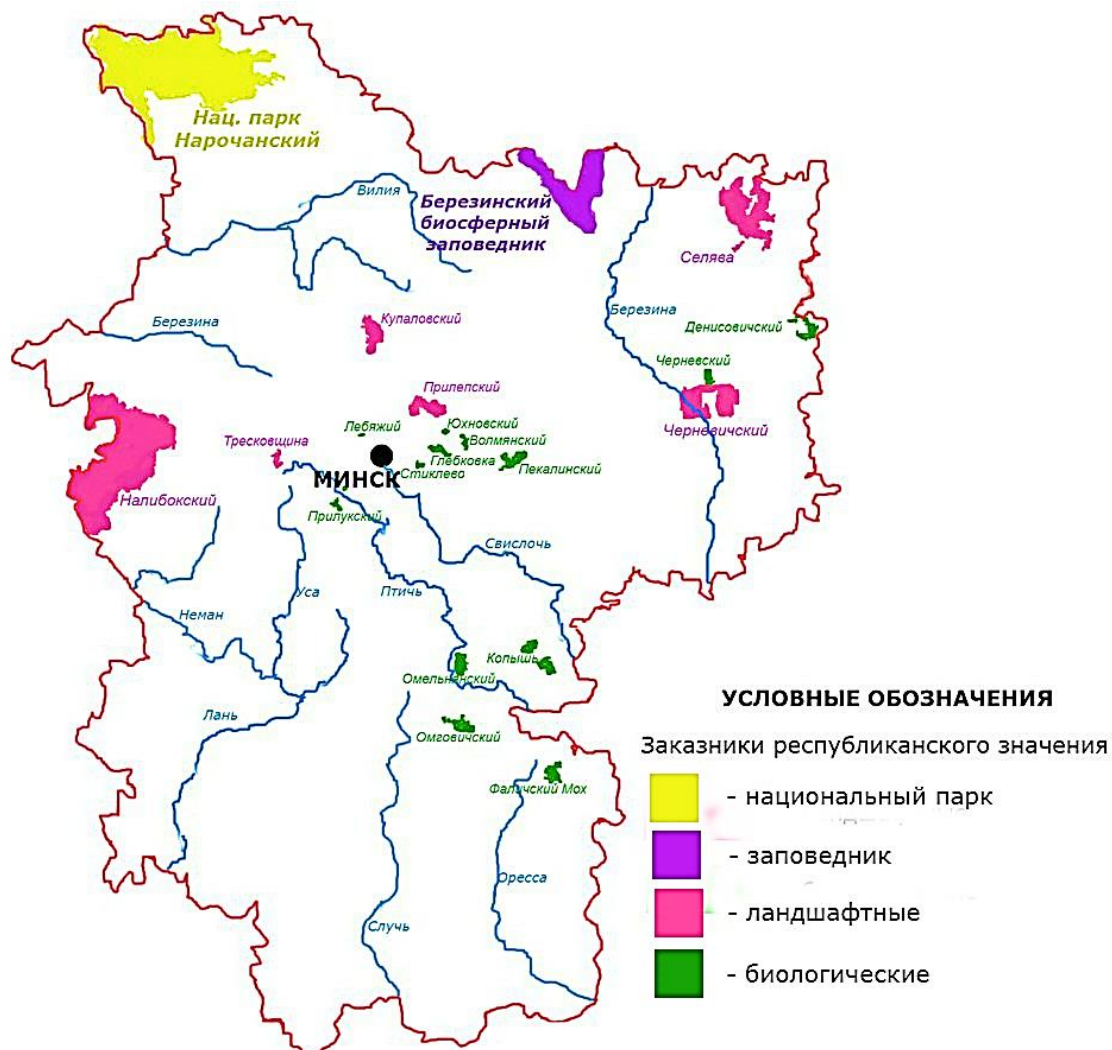 Нац. парк
Нарочанский
Вилия
Березинский
биосферный
заповедник
Селява
Березина
Березина
Купаловский
Денисовичский
Черневский
Прилепский
Черневичский
Лебяжий
Юхновский
Тресковщина
Волмянский
Глебковка
Пекалинский
Стиклево
МИНСК
Налибокский
Прилукский
Свислочь
Уса
Птичь
Неман
Копышь
Омельнянский
Лань
Омговичский
Фаличский Мох
Оресса
Случь
УСЛОВНЫЕ ОБОЗНАЧЕНИЯ
Заказники республиканского значения
- национальный парк
- заповедник
- ландшафтные
- биологические